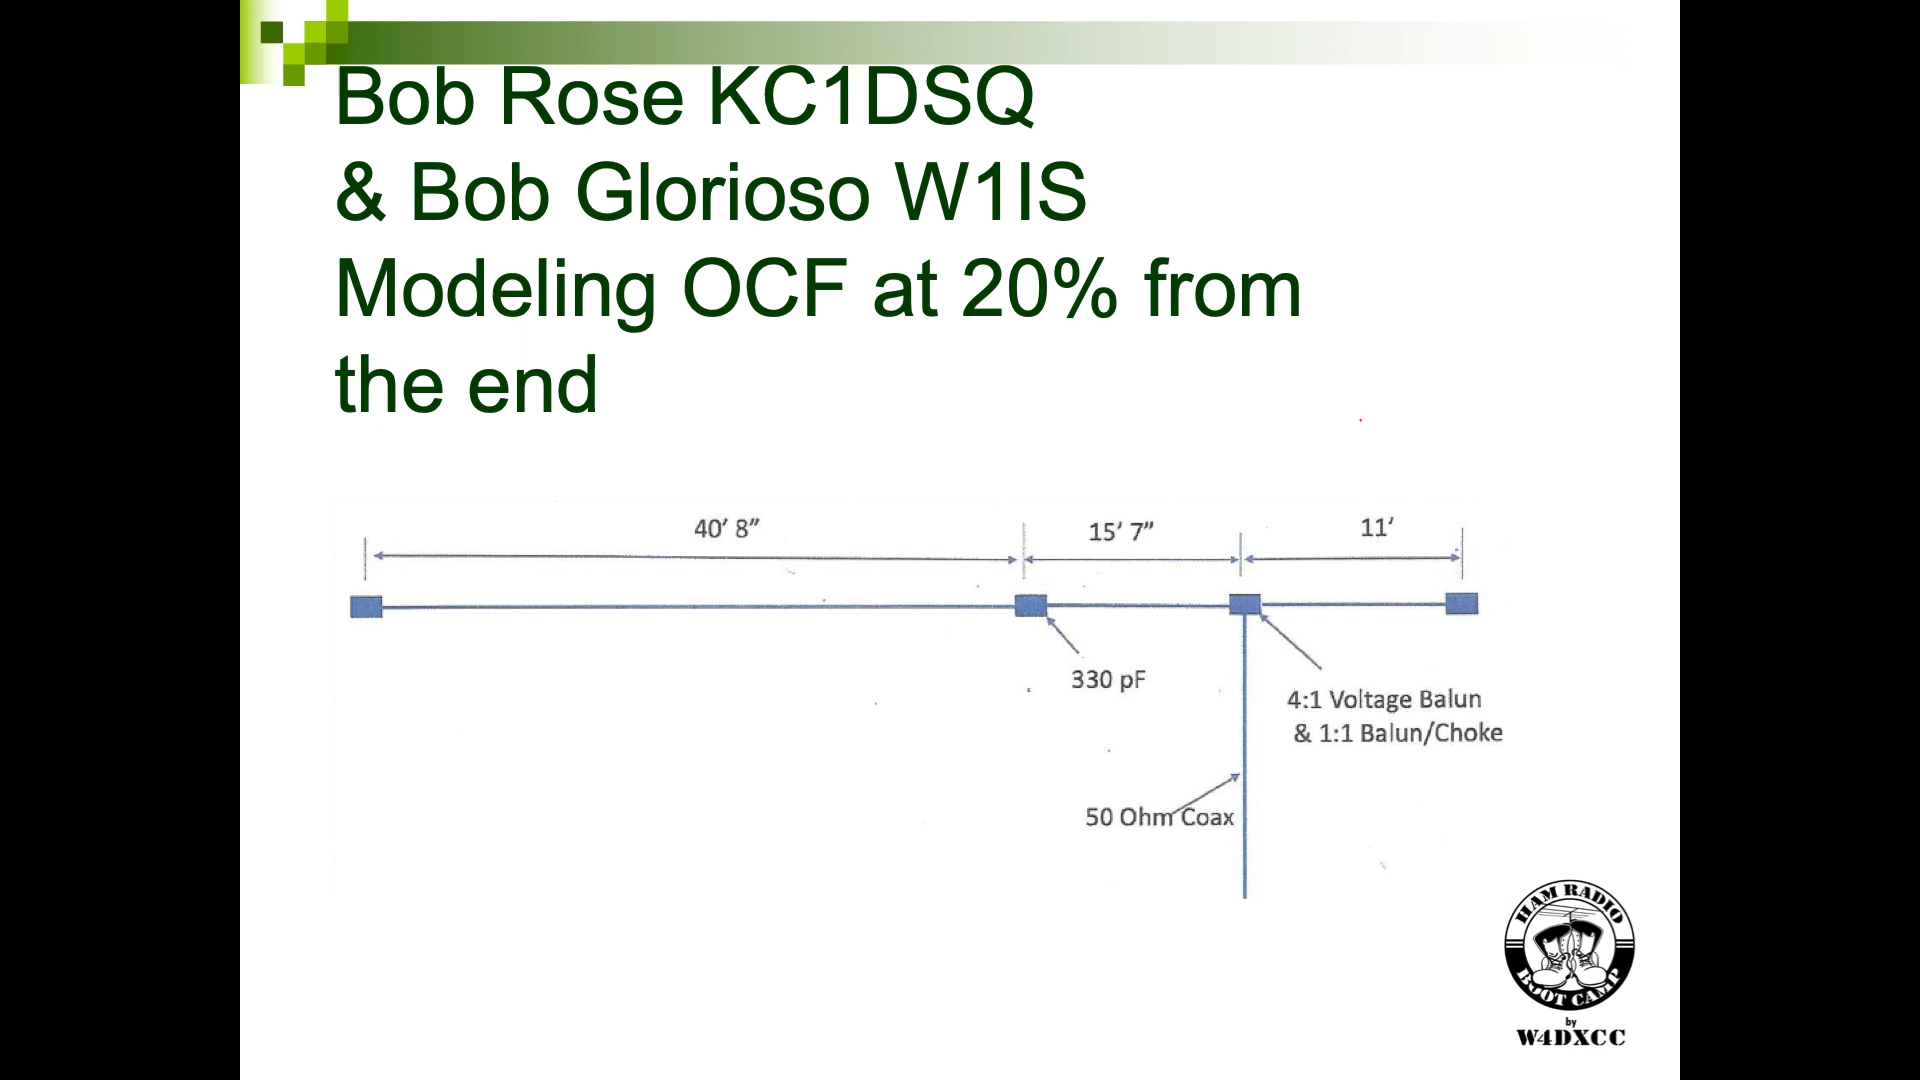 Bob Rose KC1DSQ
& Bob Glorioso W1IS
Modeling OCF at 20% from
the end
40’ 8”
15’ 7”
11’
330 pF
4:1 Voltage Balun
& 1:1 Balun/Choke
50 Ohm Coax
HAM RADIO
BOOT CAMP
by
W4DXCC